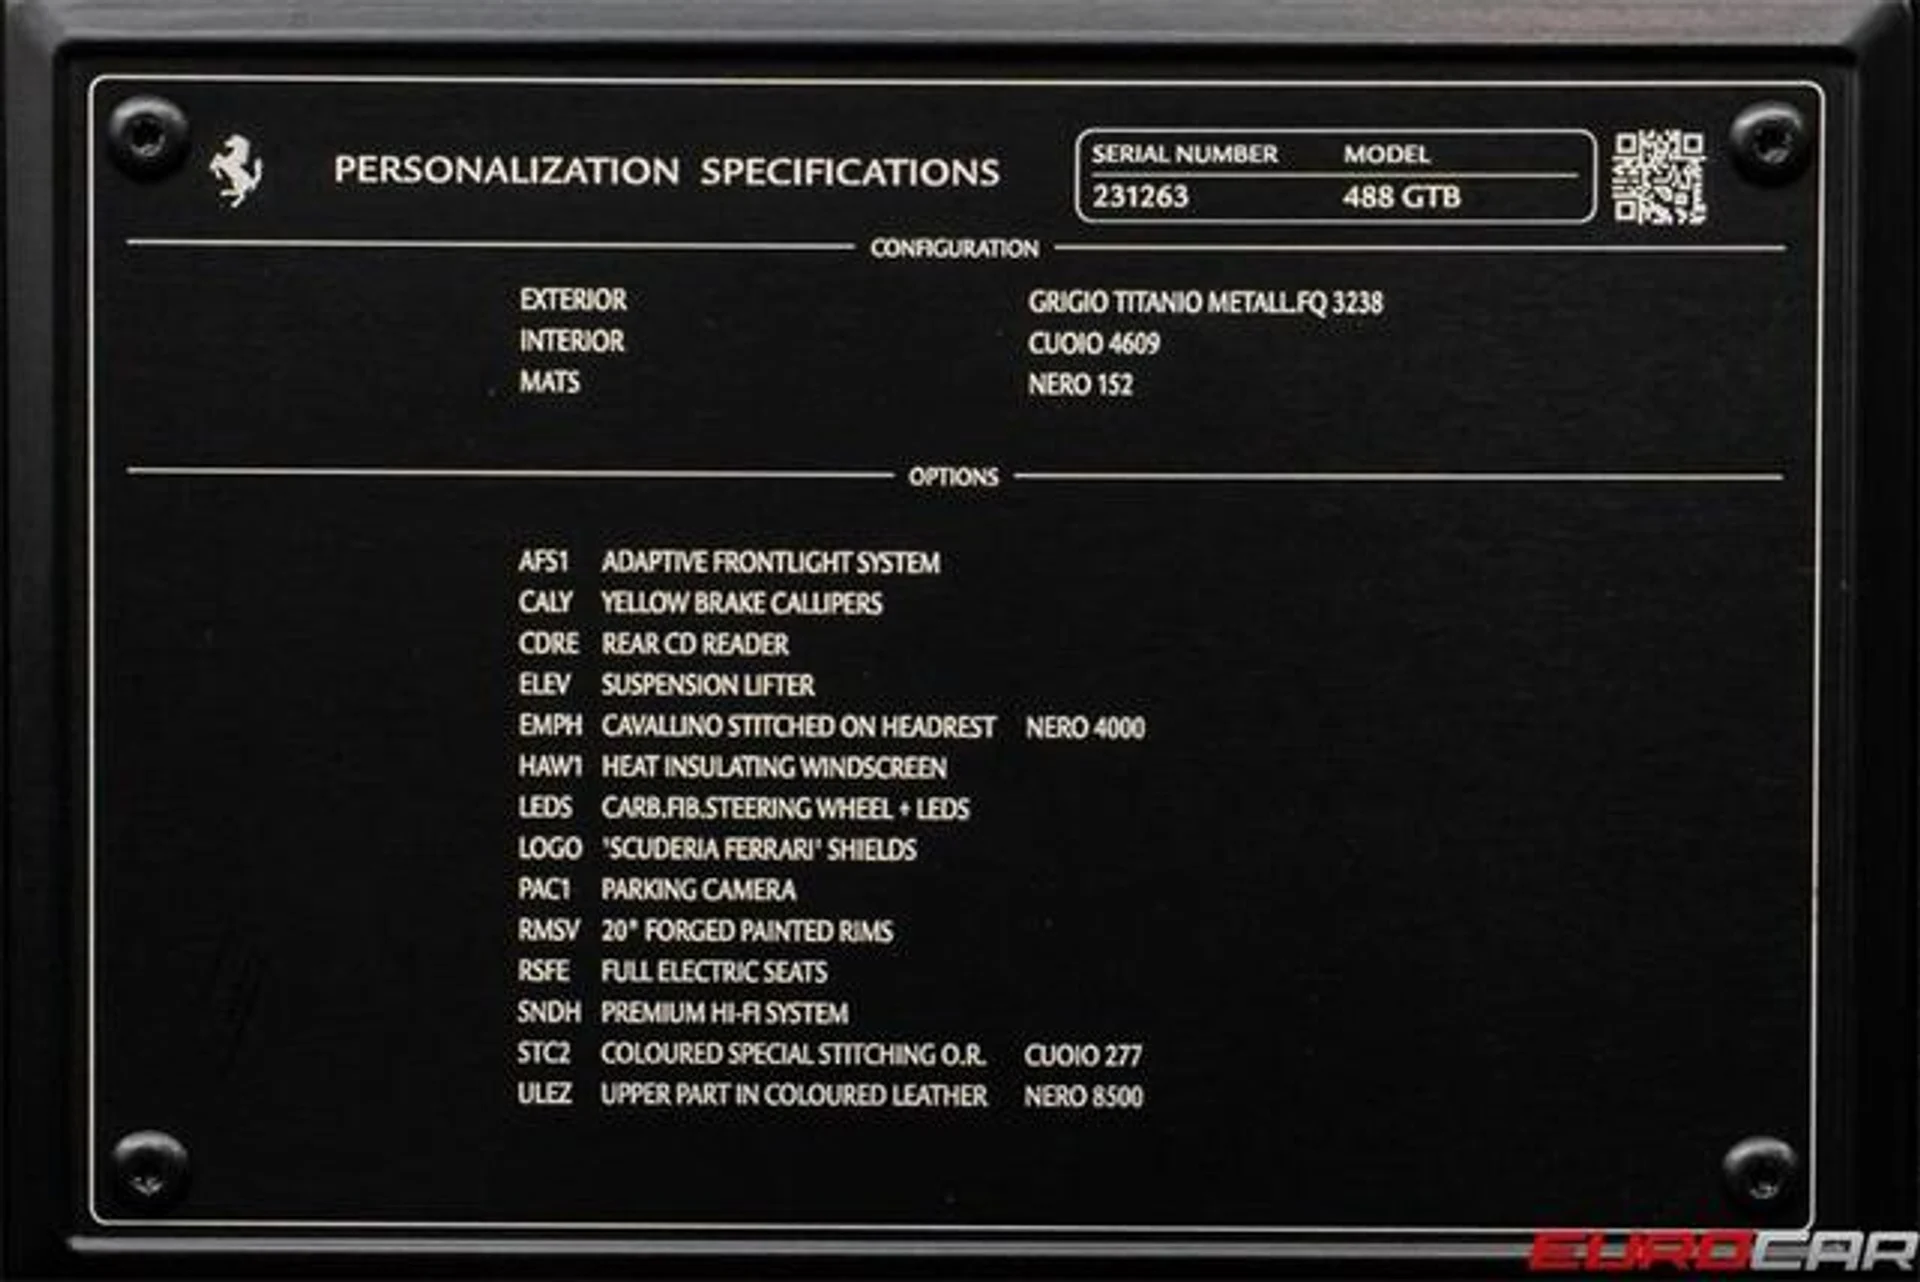 PERSONALIZATION SPECIFICATIONS
SERIAL NUMBER MODEL
231263 488 GTB
CONFIGURATION
EXTERIOR GRIGIO TITANIO METALL.FQ 3238
INTERIOR CUOIO 4609
MATS NERO 152
OPTIONS
AFS1 ADAPTIVE FRONTLIGHT SYSTEM
CALY YELLOW BRAKE CALLIPERS
CDRE REAR CD READER
ELEV SUSPENSION LIFTER
EMPH CAVALLINO STITCHED ON HEADREST NERO 4000
HAW1 HEAT INSULATING WINDSCREEN
LEDS CARB.FIB.STEERING WHEEL + LEDS
LOGO 'SCUDERIA FERRARI' SHIELDS
PAC1 PARKING CAMERA
RMSV 20" FORGED PAINTED RIMS
RSFE FULL ELECTRIC SEATS
SNDH PREMIUM HI-FI SYSTEM
STC2 COLOURED SPECIAL STITCHING O.R. CUOIO 277
ULEZ UPPER PART IN COLOURED LEATHER NERO 8500
EUROCAR